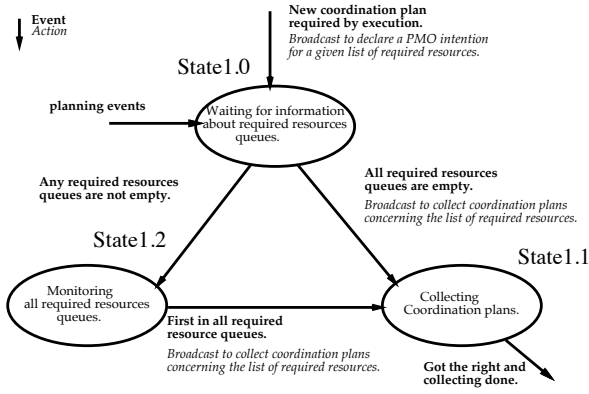 Event
Action
New coordination plan
required by execution.
Broadcast to declare a PMO intention
for a given list of required resources.
State1.0
Waiting for information
about required resources
queues.
planning events
Any required resources
queues are not empty.
All required resources
queues are empty.
Broadcast to collect coordination plans
concerning the list of required resources.
State1.2
State1.1
Monitoring
all required resources
queues.
Collecting
Coordination plans.
First in all required
resource queues.
Broadcast to collect coordination plans
concerning the list of required resources.
Got the right and
collecting done.